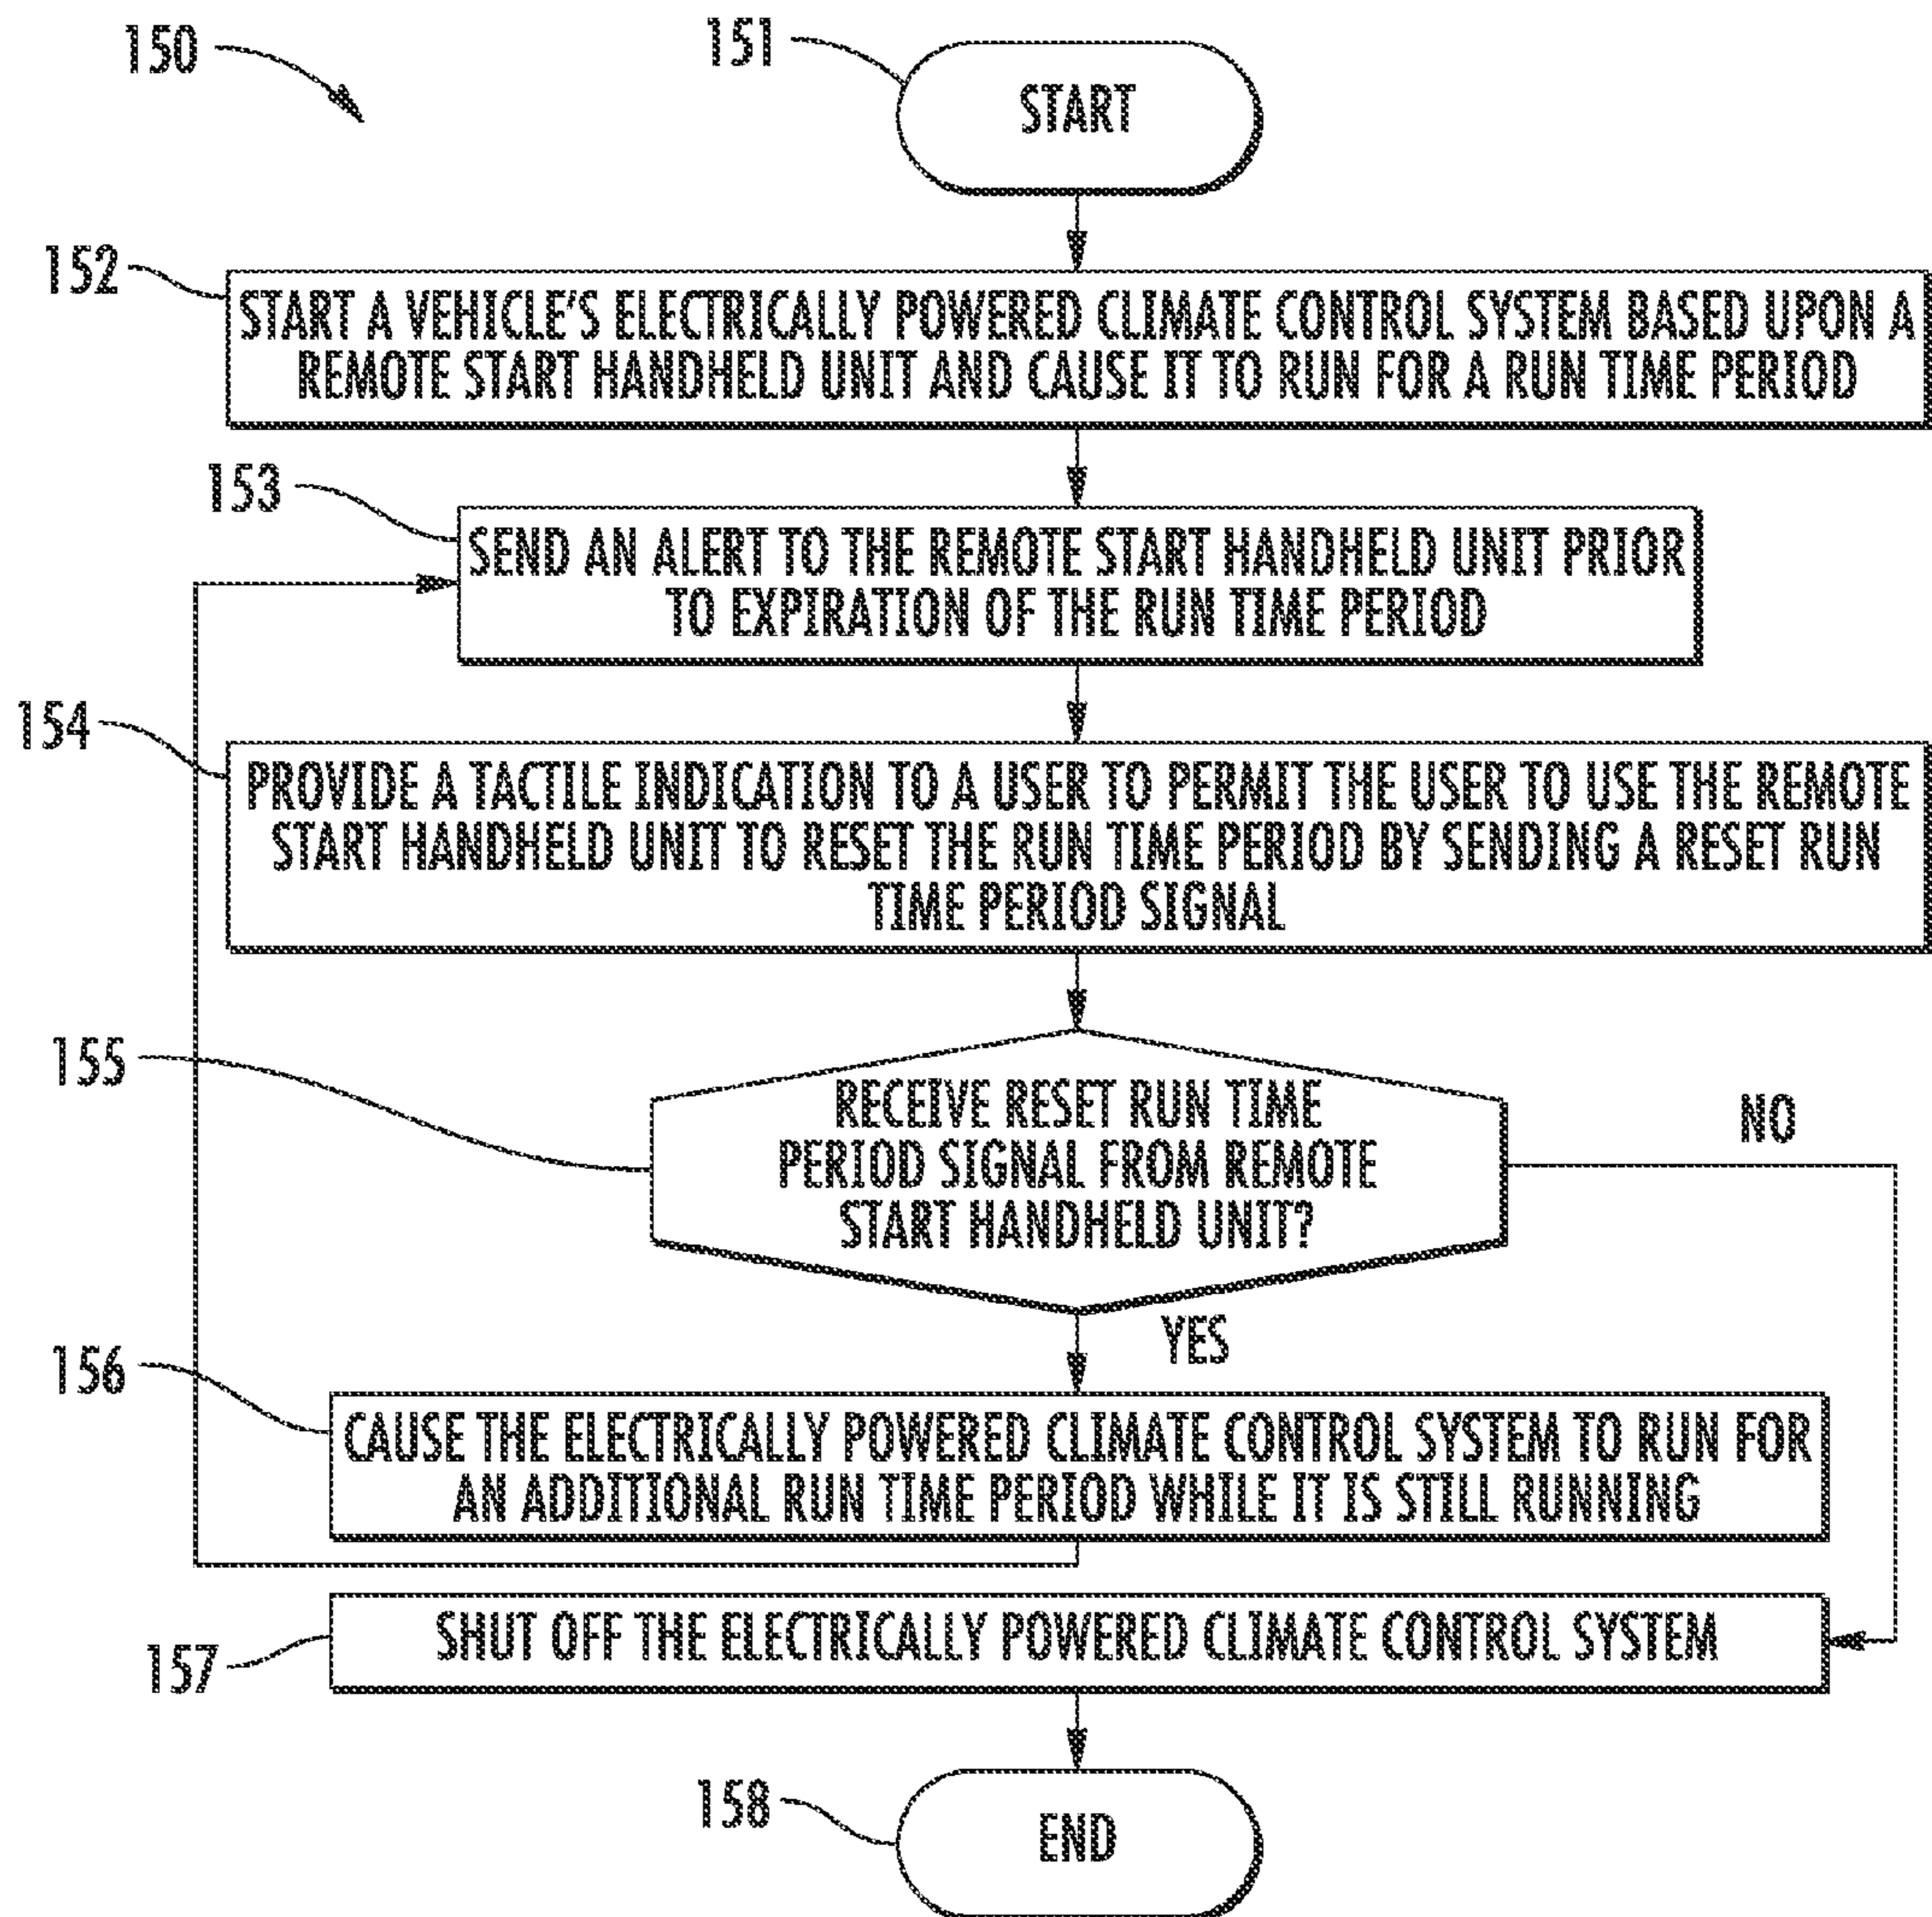 150
151
START
152
START A VEHICLE'S ELECTRICALLY POWERED CLIMATE CONTROL SYSTEM BASED UPON A
REMOTE START HANDHELD UNIT AND CAUSE IT TO RUN FOR A RUN TIME PERIOD
153
SEND AN ALERT TO THE REMOTE START HANDHELD UNIT PRIOR
TO EXPIRATION OF THE RUN TIME PERIOD
154
PROVIDE A TACTILE INDICATION TO A USER TO PERMIT THE USER TO USE THE REMOTE
START HANDHELD UNIT TO RESET THE RUN TIME PERIOD BY SENDING A RESET RUN
TIME PERIOD SIGNAL
155
RECEIVE RESET RUN TIME
PERIOD SIGNAL FROM REMOTE
START HANDHELD UNIT?
NO
YES
156
CAUSE THE ELECTRICALLY POWERED CLIMATE CONTROL SYSTEM TO RUN FOR
AN ADDITIONAL RUN TIME PERIOD WHILE IT IS STILL RUNNING
157
SHUT OFF THE ELECTRICALLY POWERED CLIMATE CONTROL SYSTEM
158
END